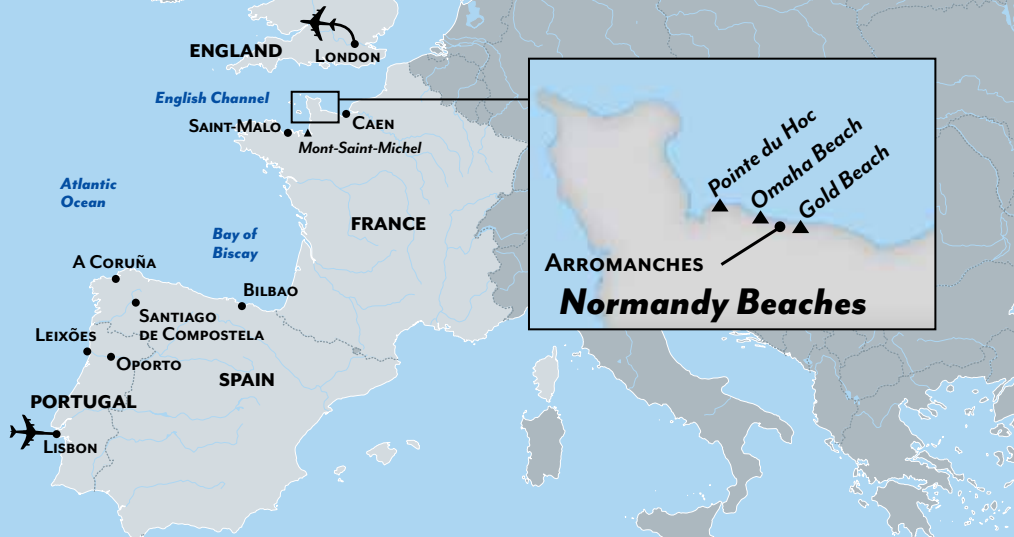 ENGLAND
LONDON
English Channel
SAINT-MALO
CAEN
Mont-Saint-Michel
Atlantic
Ocean
FRANCE
Bay of
Biscay
A CORUÑA
BILBAO
SANTIAGO
DE COMPOSTELA
LEIXÕES
OPORTO
SPAIN
PORTUGAL
LISBON
Pointe du Hoc
Omaha Beach
Gold Beach
ARROMANCHES
Normandy Beaches